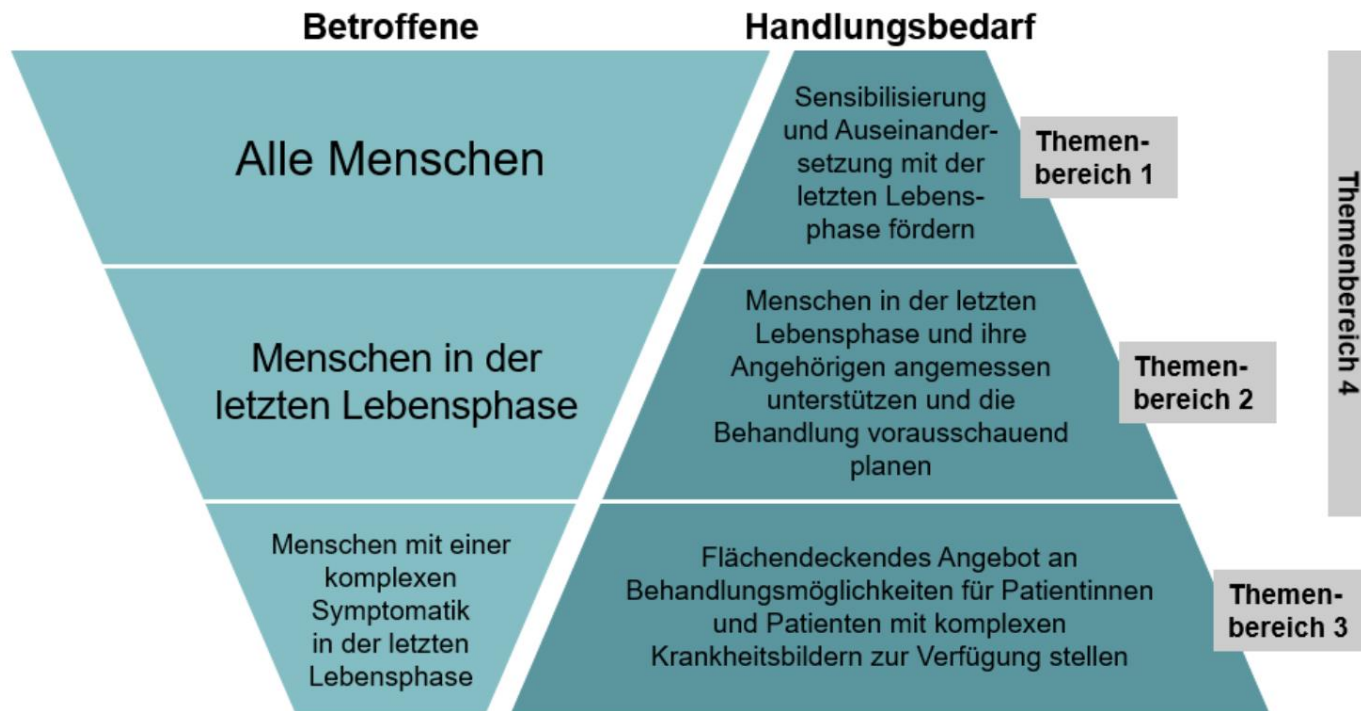 Betroffene
Handlungsbedarf
Alle Menschen
Sensibilisierung
und Auseinander-
setzung mit der
letzten Lebens-
phase fördern
Themen-
bereich 1
Menschen in der
letzten Lebensphase
Menschen in der letzten
Lebensphase und ihre
Angehörigen angemessen
unterstützen und die
Behandlung vorausschauend
planen
Themen-
bereich 2
Menschen mit einer
komplexen
Symptomatik
in der letzten
Lebensphase
Flächendeckendes Angebot an
Behandlungsmöglichkeiten für Patientinnen
und Patienten mit komplexen
Krankheitsbildern zur Verfügung stellen
Themen-
bereich 3
Themenbereich 4